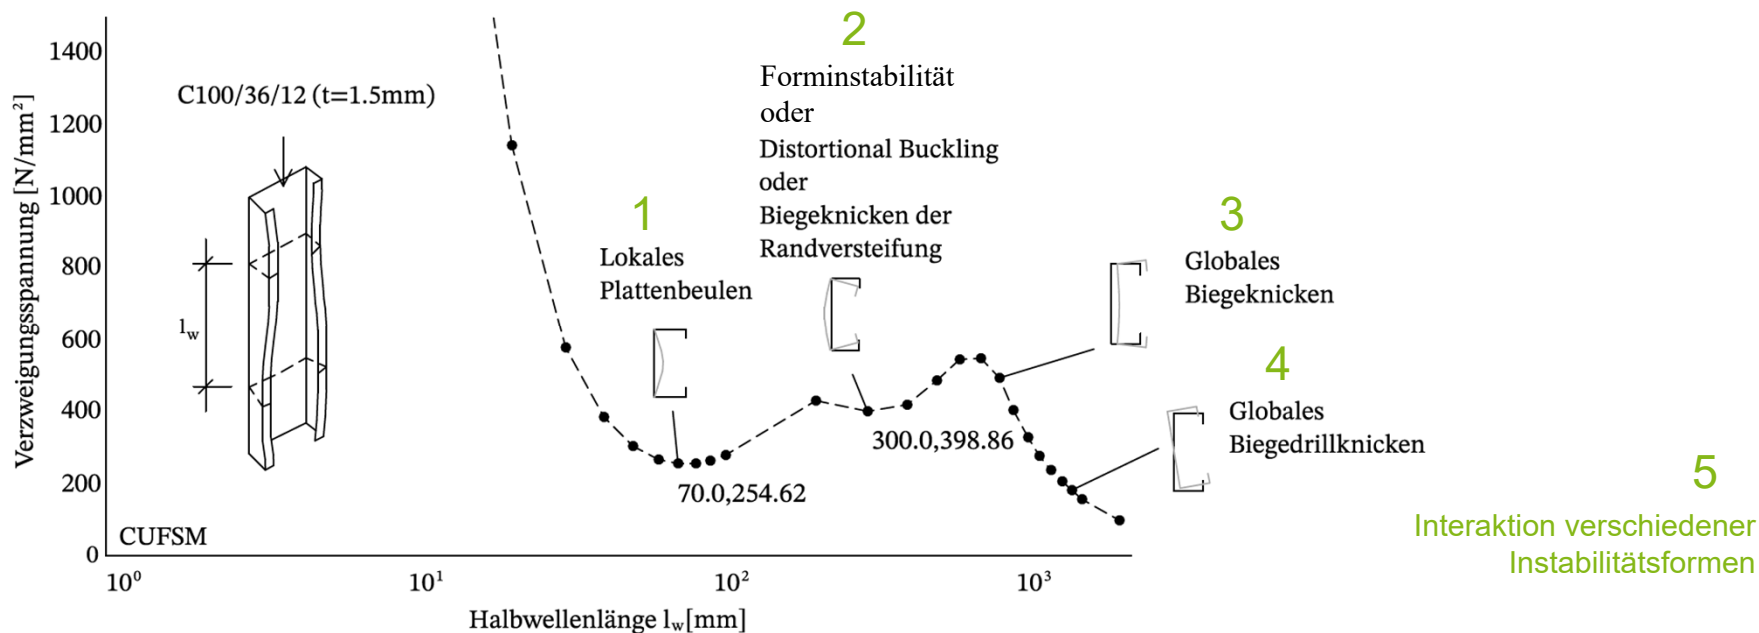 1400
1200
1000
800
600
400
200
0
Verzweigungsspannung [N/mm²]
C100/36/12 (t=1.5mm)
lw
CUFSM
1
Lokales
Plattenbeulen
70.0,254.62
2
Forminstabilität
oder
Distortional Buckling
oder
Biegeknicken der
Randversteifung
300.0,398.86
3
Globales
Biegeknicken
4
Globales
Biegedrillknicken
5
Interaktion verschiedener
Instabilitätsformen
10⁰
10¹
10²
10³
Halbwellenlänge lw[mm]